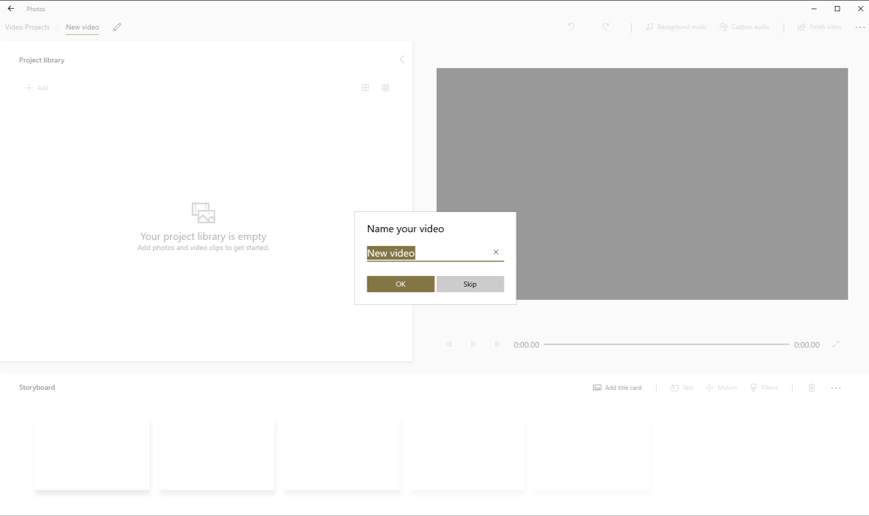 Photos
Video Projects > New video
Background music
Custom audio
Finish video
Project library
+ Add
Your project library is empty
Add photos and video clips to get started.
Name your video
New video
OK
Skip
0:00.00
0:00.00
Storyboard
Add title card
Text
Motion
Filters